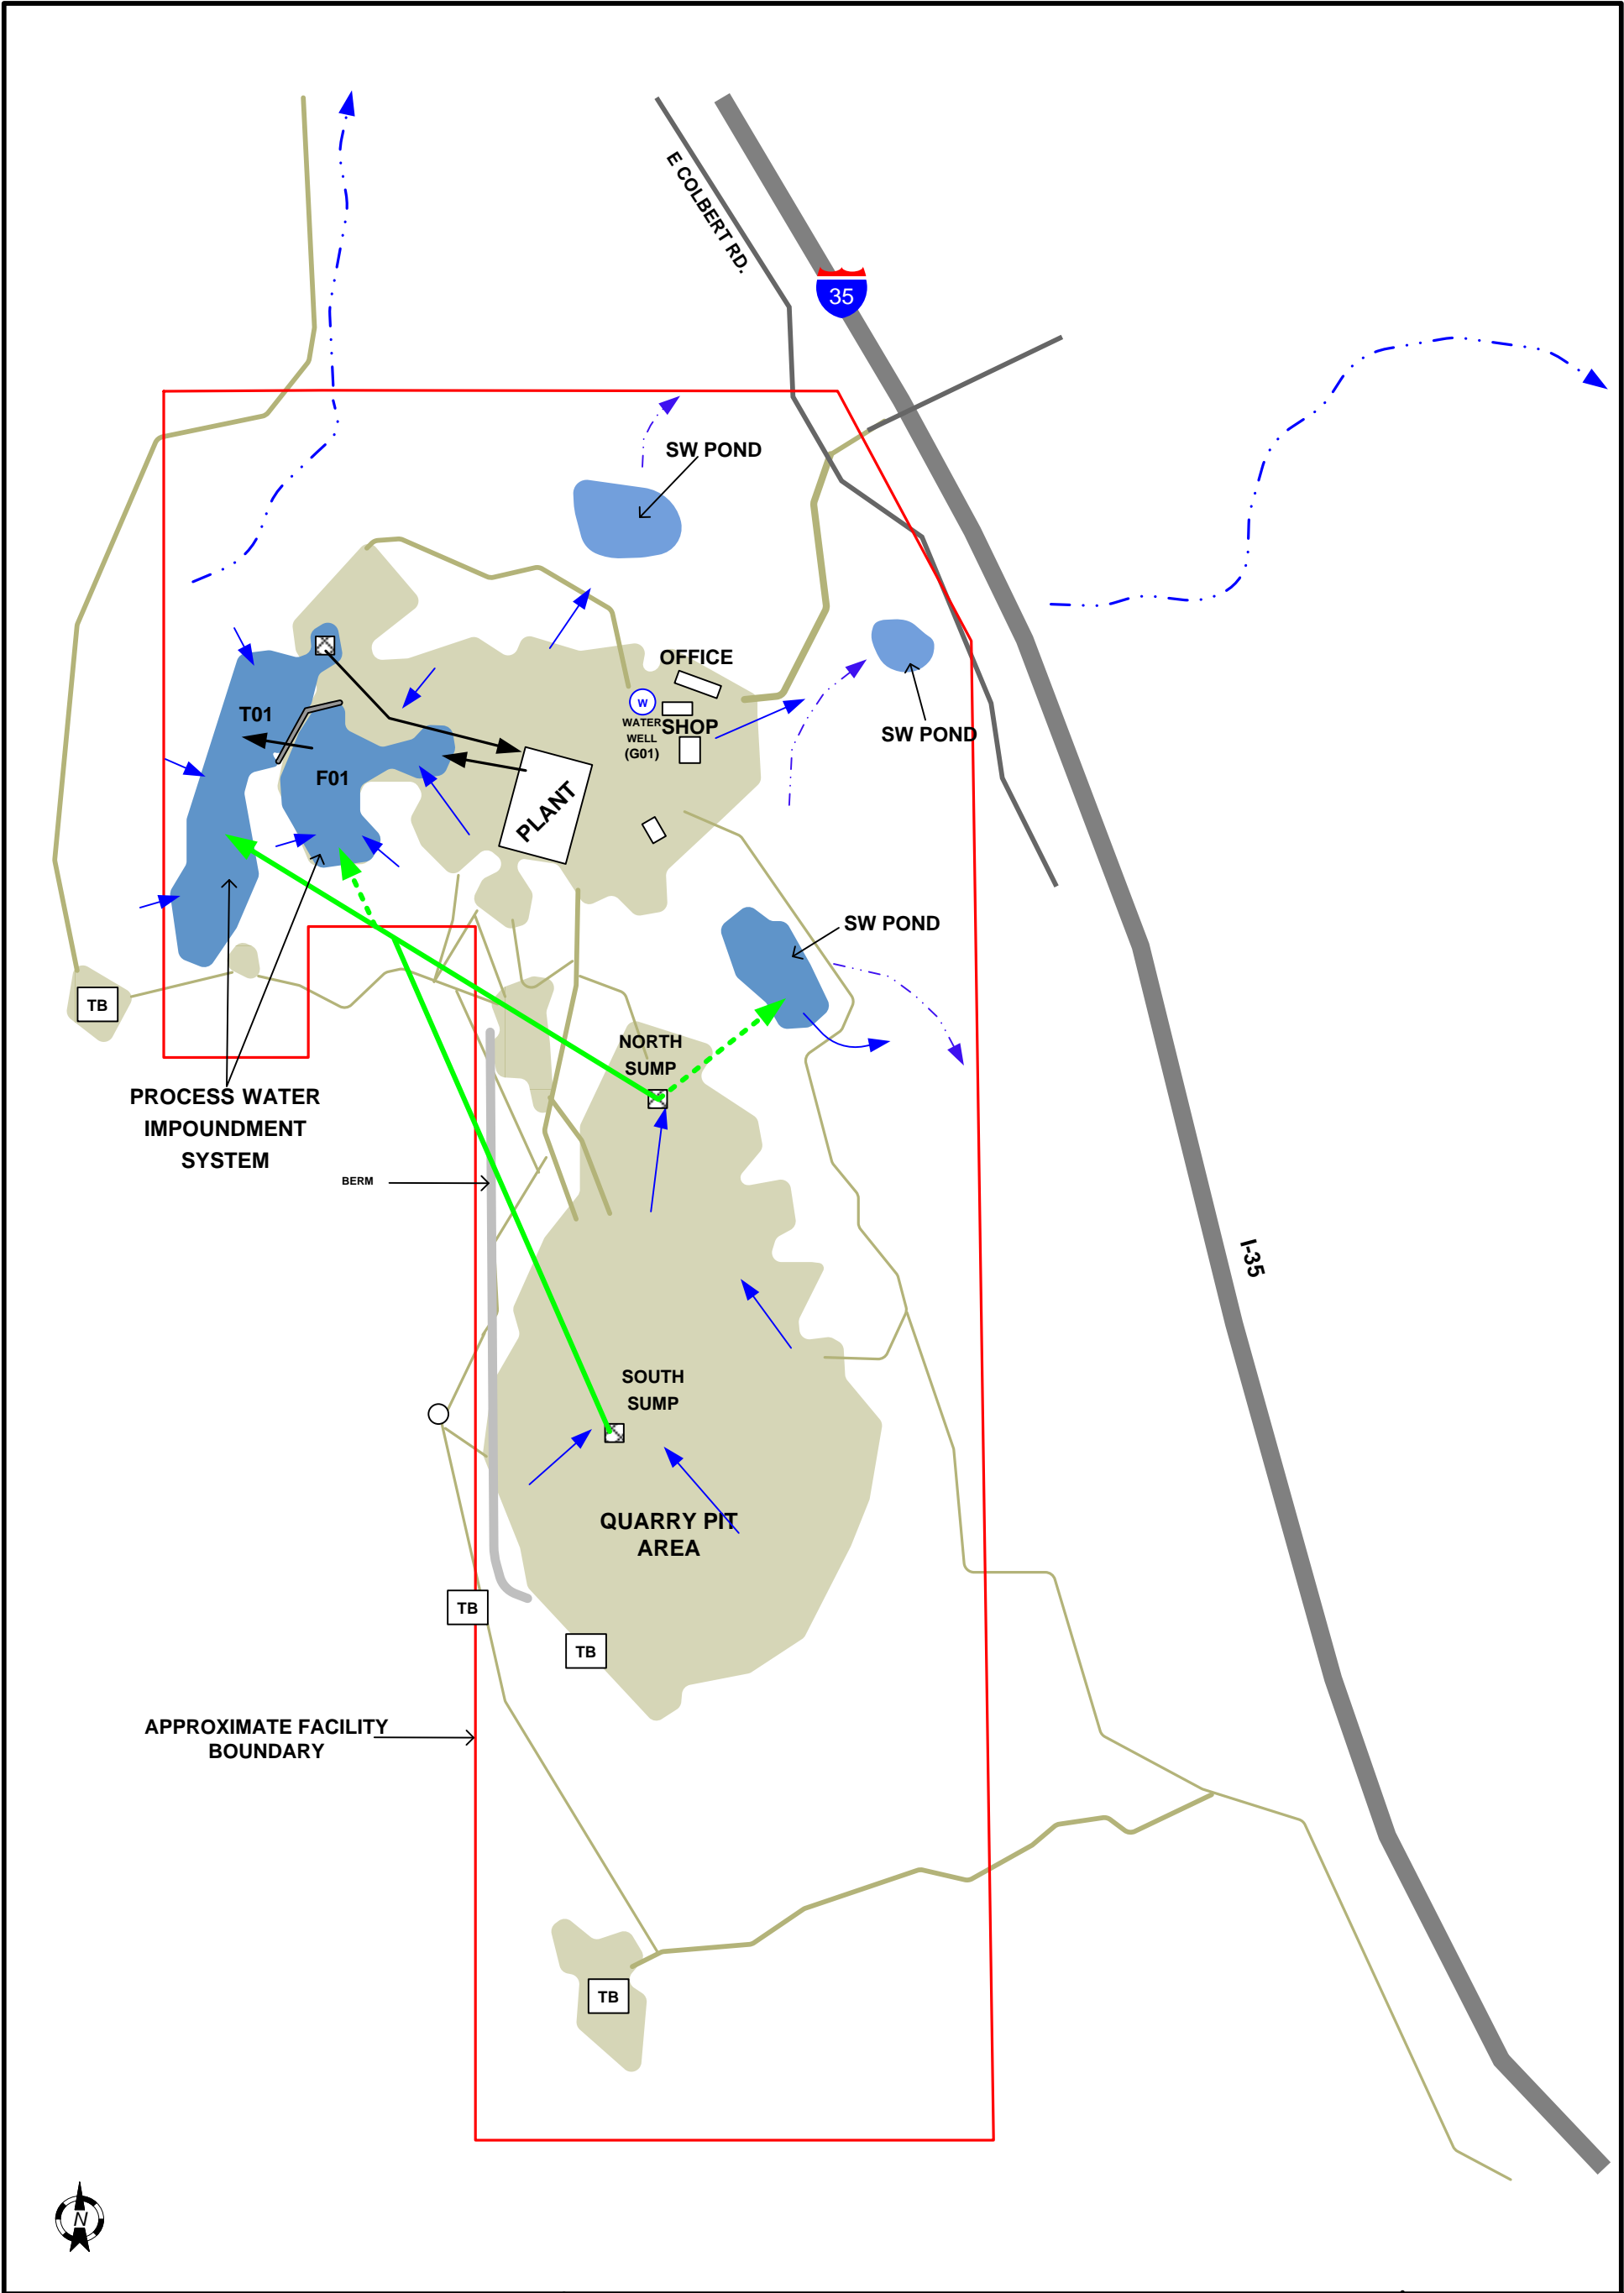 E COLBERT RD.
35
SW POND
OFFICE
W
WATER
WELL
(G01)
SHOP
SW POND
T01
F01
PLANT
SW POND
TB
NORTH
SUMP
PROCESS WATER
IMPOUNDMENT
SYSTEM
BERM
I-35
SOUTH
SUMP
QUARRY PIT
AREA
TB
TB
APPROXIMATE FACILITY
BOUNDARY
TB
N